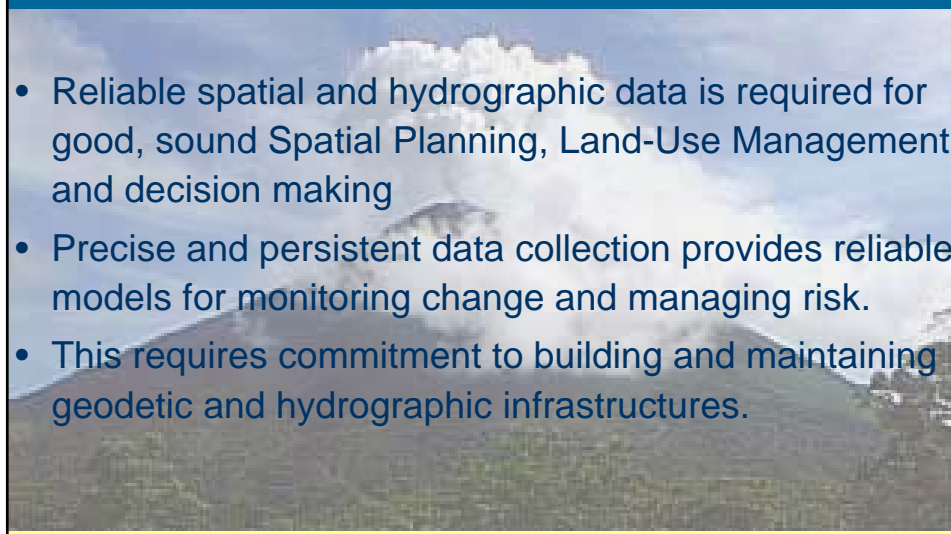 • Reliable spatial and hydrographic data is required for
good, sound Spatial Planning, Land-Use Management
and decision making
• Precise and persistent data collection provides reliable
models for monitoring change and managing risk.
• This requires commitment to building and maintaining
geodetic and hydrographic infrastructures.